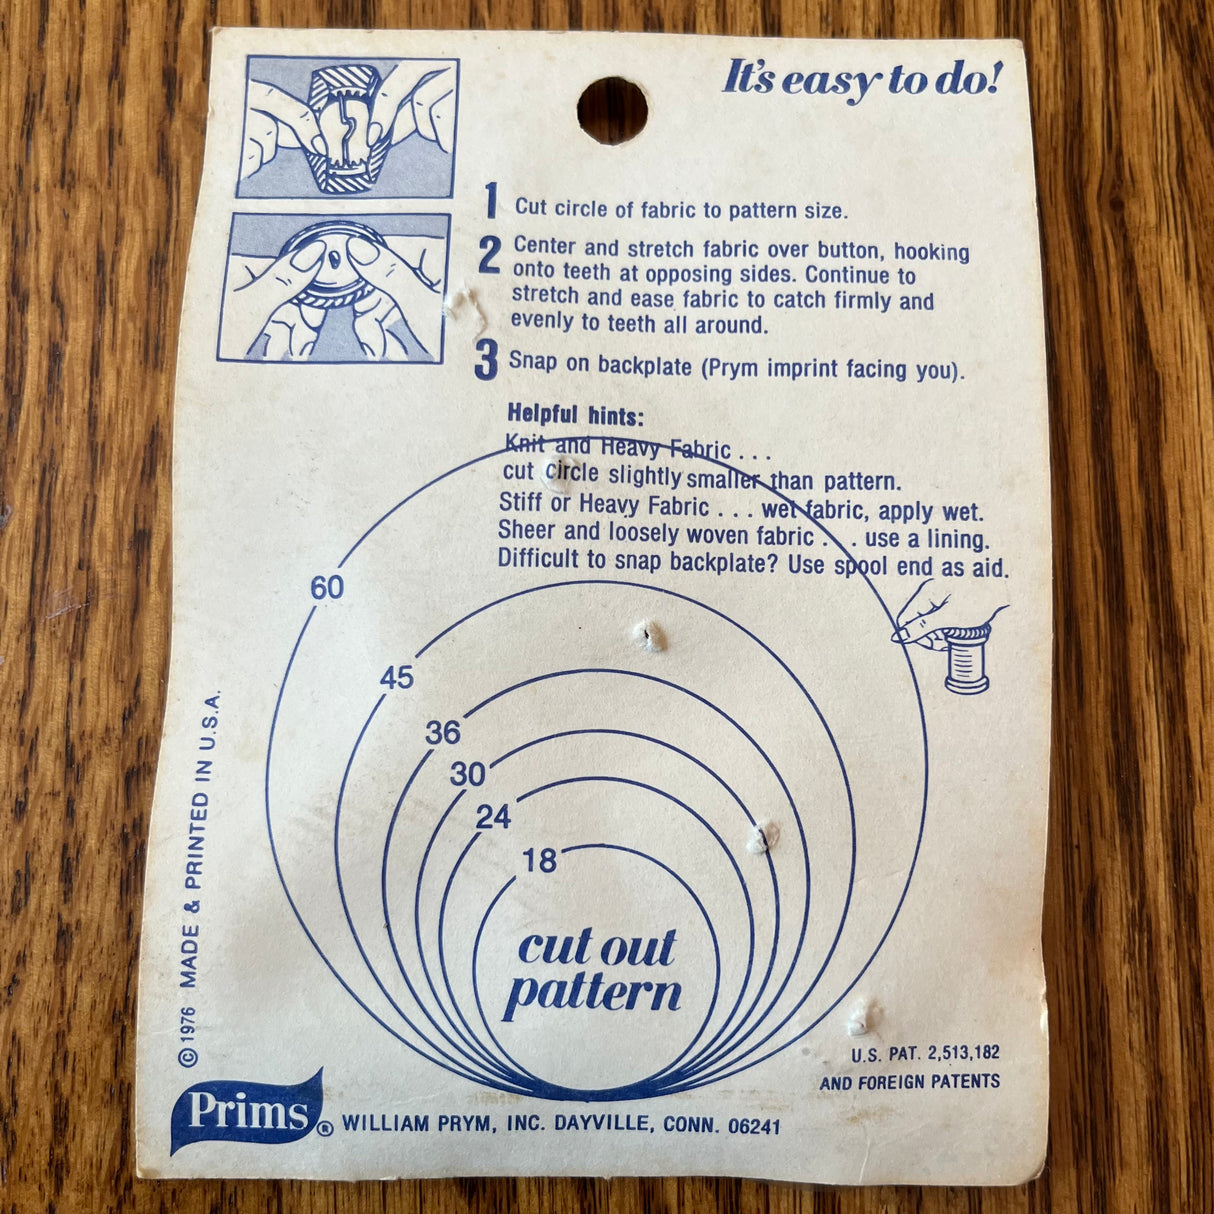 It's easy to do!
1 Cut circle of fabric to pattern size.
2 Center and stretch fabric over button, hooking
onto teeth at opposing sides. Continue to
stretch and ease fabric to catch firmly and
evenly to teeth all around.
3 Snap on backplate (Prym imprint facing you).
Helpful hints:
Knit and Heavy Fabric . . .
cut circle slightly smaller than pattern.
Stiff or Heavy Fabric . . . wet fabric, apply wet.
Sheer and loosely woven fabric . . . use a lining.
Difficult to snap backplate? Use spool end as aid.
60
45
36
30
24
18
cut out
pattern
© 1976 MADE & PRINTED IN U.S.A.
U.S. PAT. 2,513,182
AND FOREIGN PATENTS
Prims® WILLIAM PRYM, INC. DAYVILLE, CONN. 06241